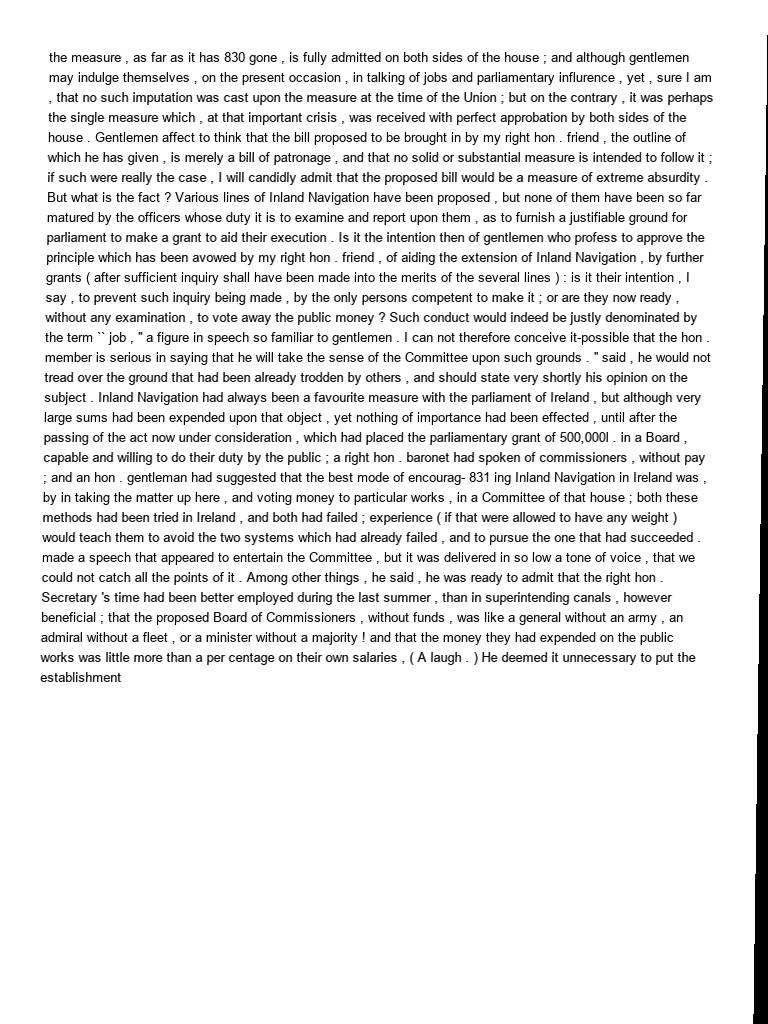 the measure , as far as it has 830 gone , is fully admitted on both sides of the house ; and although gentlemen
may indulge themselves , on the present occasion , in talking of jobs and parliamentary influrence , yet , sure I am
, that no such imputation was cast upon the measure at the time of the Union ; but on the contrary , it was perhaps
the single measure which , at that important crisis , was received with perfect approbation by both sides of the
house . Gentlemen affect to think that the bill proposed to be brought in by my right hon . friend , the outline of
which he has given , is merely a bill of patronage , and that no solid or substantial measure is intended to follow it ;
if such were really the case , I will candidly admit that the proposed bill would be a measure of extreme absurdity .
But what is the fact ? Various lines of Inland Navigation have been proposed , but none of them have been so far
matured by the officers whose duty it is to examine and report upon them , as to furnish a justifiable ground for
parliament to make a grant to aid their execution . Is it the intention then of gentlemen who profess to approve the
principle which has been avowed by my right hon . friend , of aiding the extension of Inland Navigation , by further
grants ( after sufficient inquiry shall have been made into the merits of the several lines ) : is it their intention , I
say , to prevent such inquiry being made , by the only persons competent to make it ; or are they now ready ,
without any examination , to vote away the public money ? Such conduct would indeed be justly denominated by
the term `` job , " a figure in speech so familiar to gentlemen . I can not therefore conceive it-possible that the hon .
member is serious in saying that he will take the sense of the Committee upon such grounds . " said , he would not
tread over the ground that had been already trodden by others , and should state very shortly his opinion on the
subject . Inland Navigation had always been a favourite measure with the parliament of Ireland , but although very
large sums had been expended upon that object , yet nothing of importance had been effected , until after the
passing of the act now under consideration , which had placed the parliamentary grant of 500,000l . in a Board ,
capable and willing to do their duty by the public ; a right hon . baronet had spoken of commissioners , without pay
; and an hon . gentleman had suggested that the best mode of encourag- 831 ing Inland Navigation in Ireland was ,
by in taking the matter up here , and voting money to particular works , in a Committee of that house ; both these
methods had been tried in Ireland , and both had failed ; experience ( if that were allowed to have any weight )
would teach them to avoid the two systems which had already failed , and to pursue the one that had succeeded .
made a speech that appeared to entertain the Committee , but it was delivered in so low a tone of voice , that we
could not catch all the points of it . Among other things , he said , he was ready to admit that the right hon .
Secretary 's time had been better employed during the last summer , than in superintending canals , however
beneficial ; that the proposed Board of Commissioners , without funds , was like a general without an army , an
admiral without a fleet , or a minister without a majority ! and that the money they had expended on the public
works was little more than a per centage on their own salaries , ( A laugh . ) He deemed it unnecessary to put the
establishment